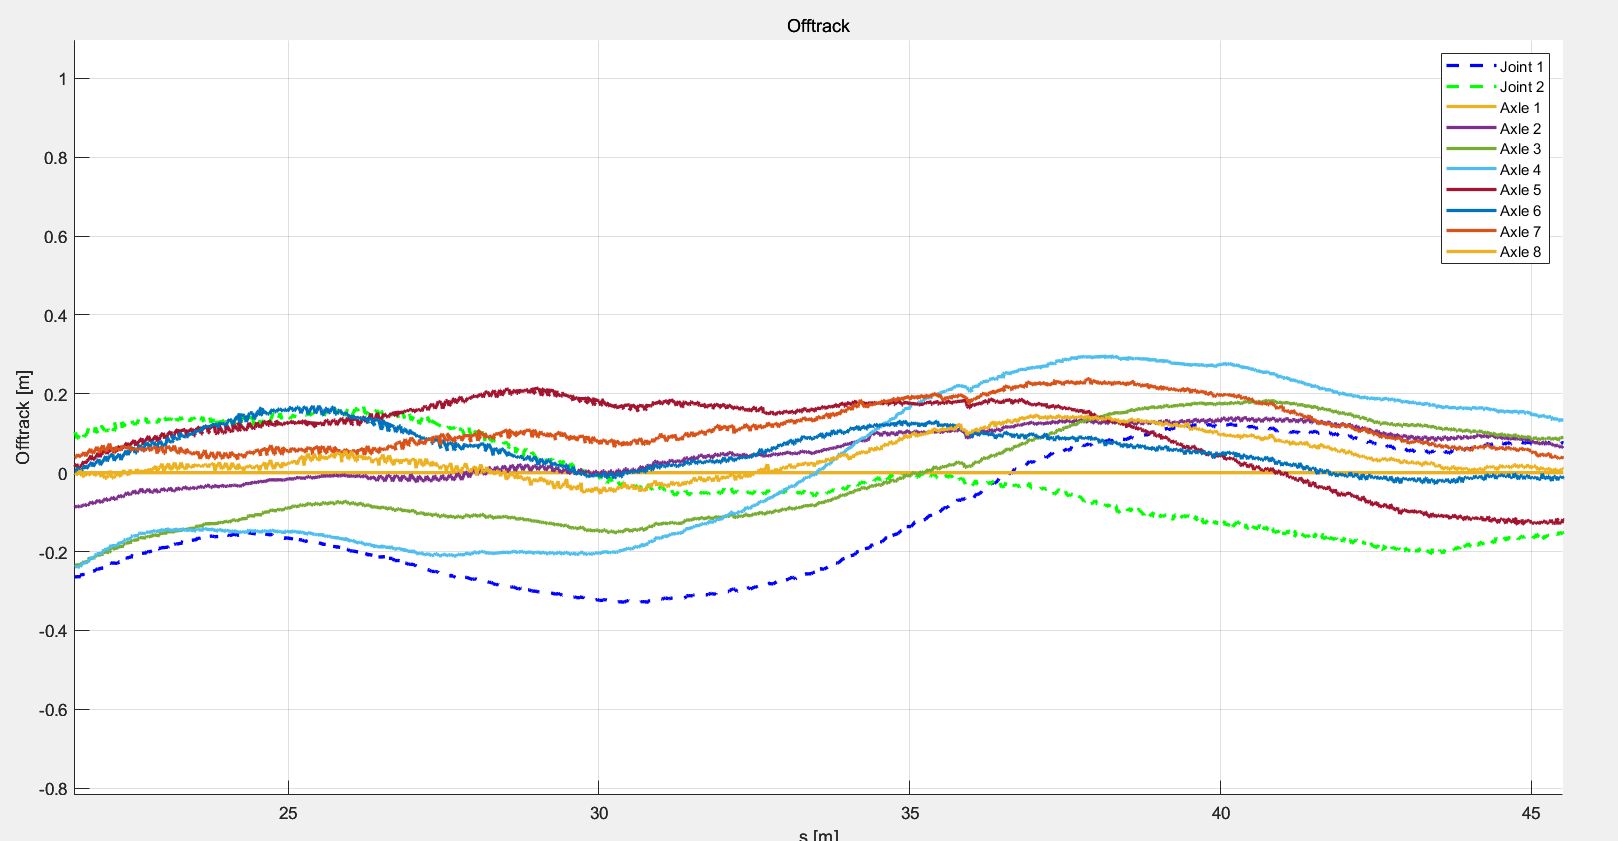 Offtrack
Offtrack [m]
1
0.8
0.6
0.4
0.2
0
-0.2
-0.4
-0.6
-0.8
25
30
35
40
45
s [m]
Joint 1
Joint 2
Axle 1
Axle 2
Axle 3
Axle 4
Axle 5
Axle 6
Axle 7
Axle 8